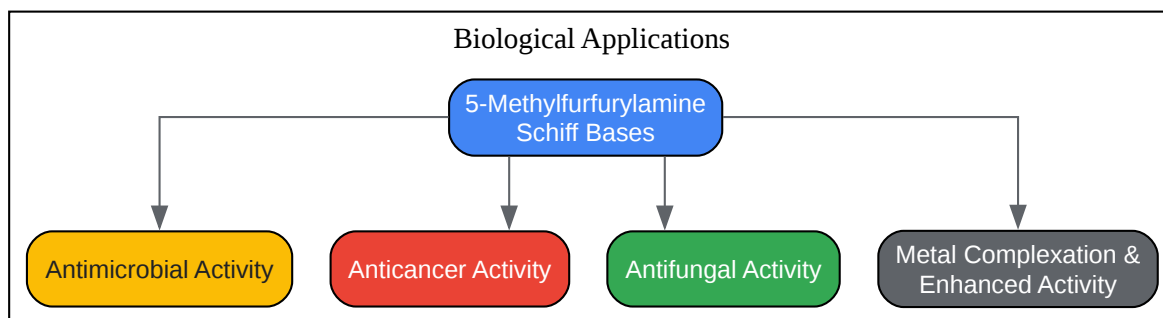 Biological Applications
5-Methylfurfurylamine
Schiff Bases
Antimicrobial Activity
Anticancer Activity
Antifungal Activity
Metal Complexation &
Enhanced Activity